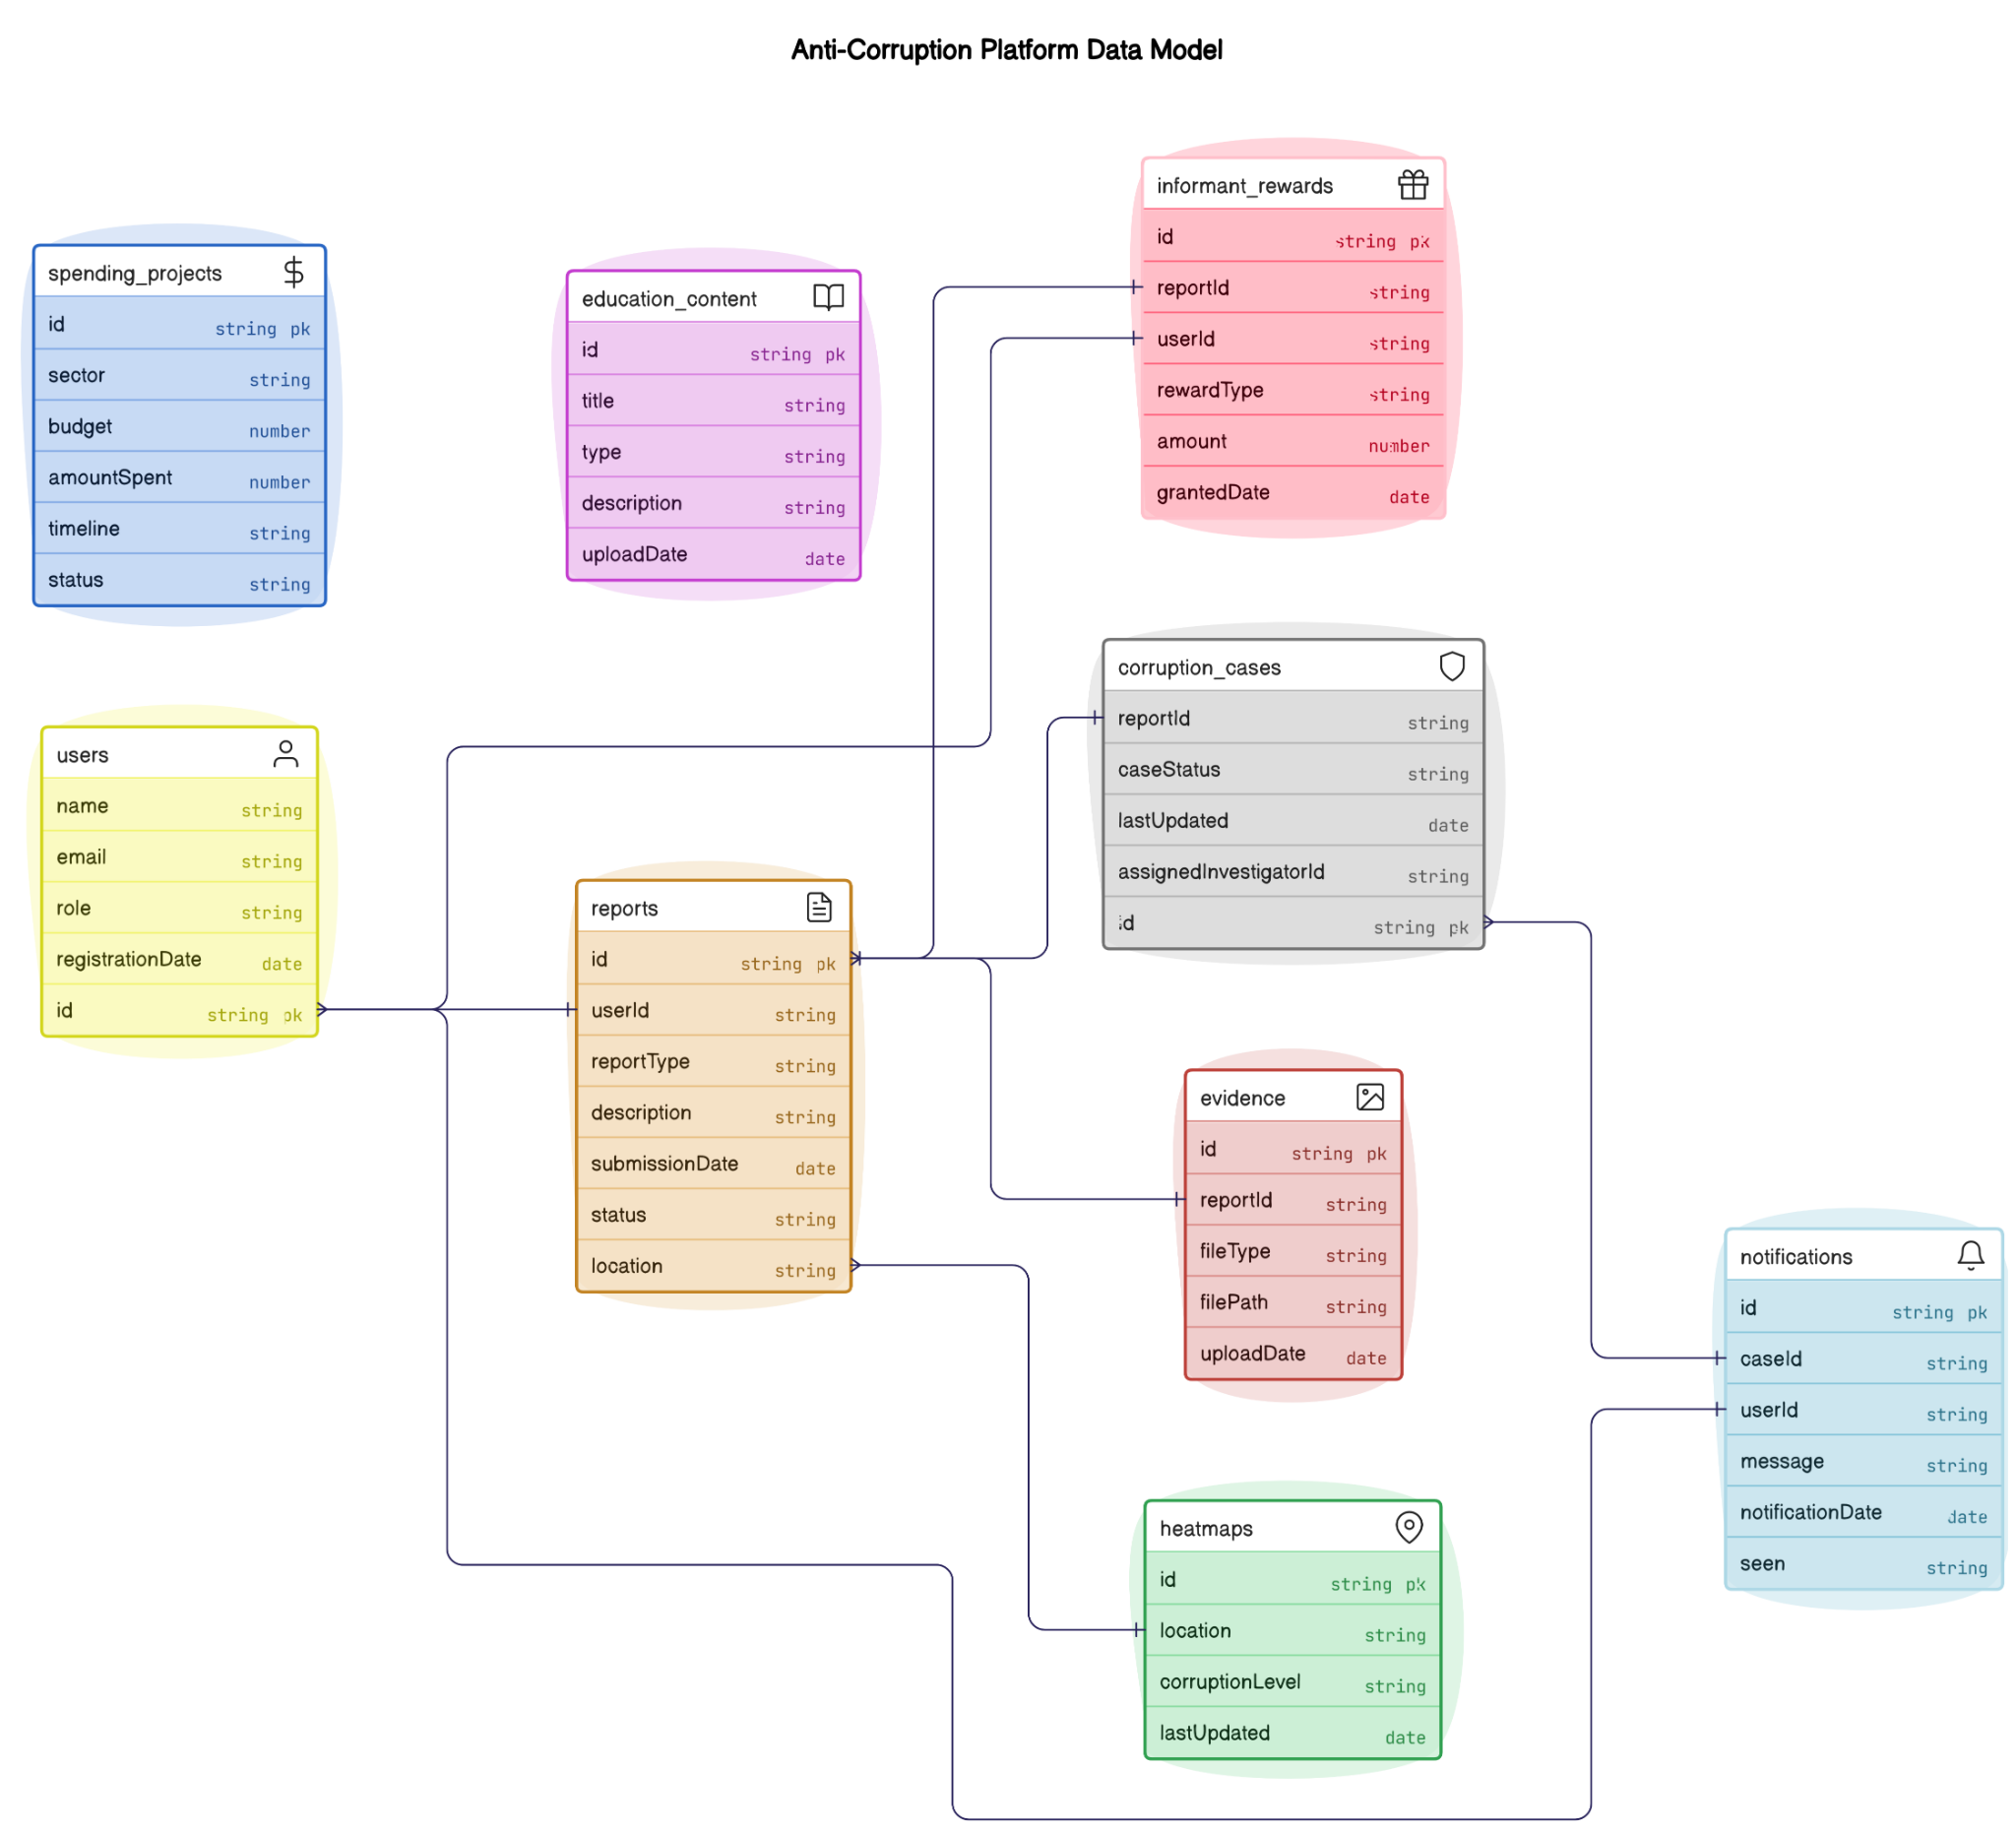 Anti-Corruption Platform Data Model
spending_projects
id string pk
sector string
budget number
amountSpent number
timeline string
status string
education_content
id string pk
title string
type string
description string
uploadDate date
informant_rewards
id string pk
reportId string
userId string
rewardType string
amount number
grantedDate date
users
name string
email string
role string
registrationDate date
id string pk
reports
id string pk
userId string
reportType string
description string
submissionDate date
status string
location string
corruption_cases
reportId string
caseStatus string
lastUpdated date
assignedInvestigatorId string
id string pk
evidence
id string pk
reportId string
fileType string
filePath string
uploadDate date
heatmaps
id string pk
location string
corruptionLevel string
lastUpdated date
notifications
id string pk
caseId string
userId string
message string
notificationDate date
seen string